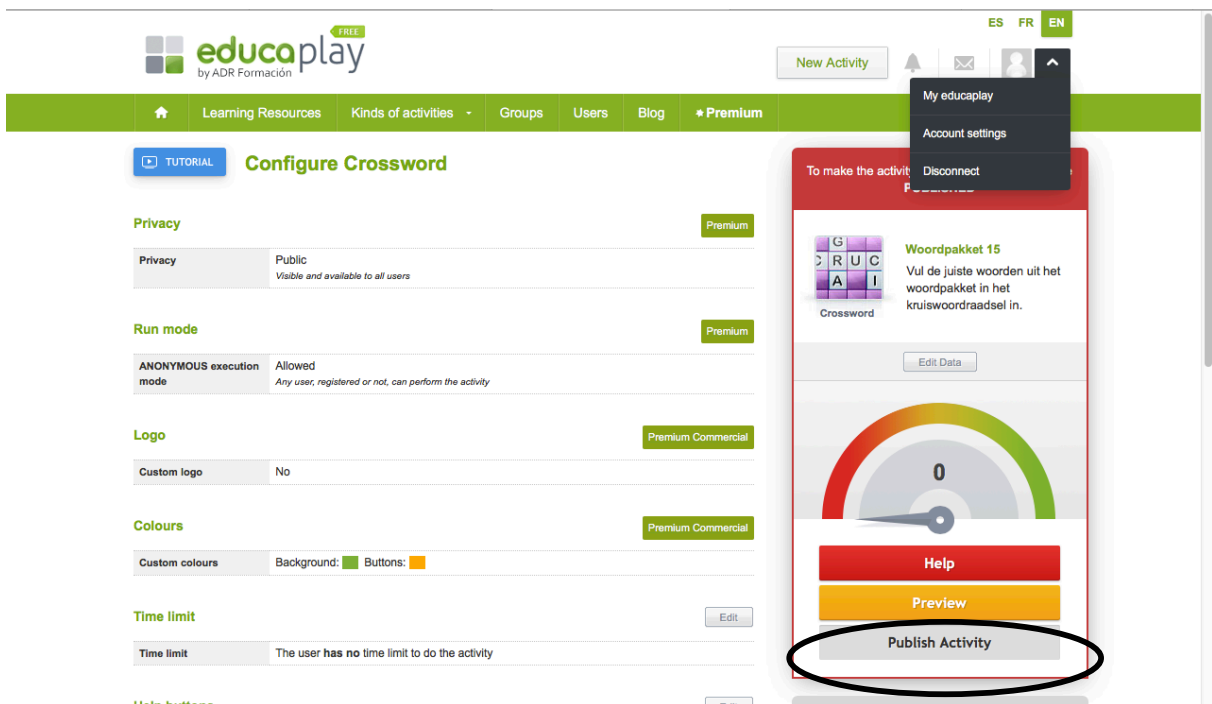 ES FR EN
FREE
educaplay
by ADR Formación
New Activity
My educaplay
Account settings
Disconnect
Learning Resources Kinds of activities Groups Users Blog Premium
TUTORIAL
Configure Crossword
To make the activit
Privacy
Premium
Privacy
Public
Visible and available to all users
Run mode
Premium
ANONYMOUS execution
mode
Allowed
Any user, registered or not, can perform the activity
Logo
Premium Commercial
Custom logo
No
Colours
Premium Commercial
Custom colours
Background: Buttons:
Time limit
Edit
Time limit
The user has no time limit to do the activity
G
C R U C
A I
Crossword
Woordpakket 15
Vul de juiste woorden uit het
woordpakket in het
kruiswoordraadsel in.
Edit Data
0
Help
Preview
Publish Activity